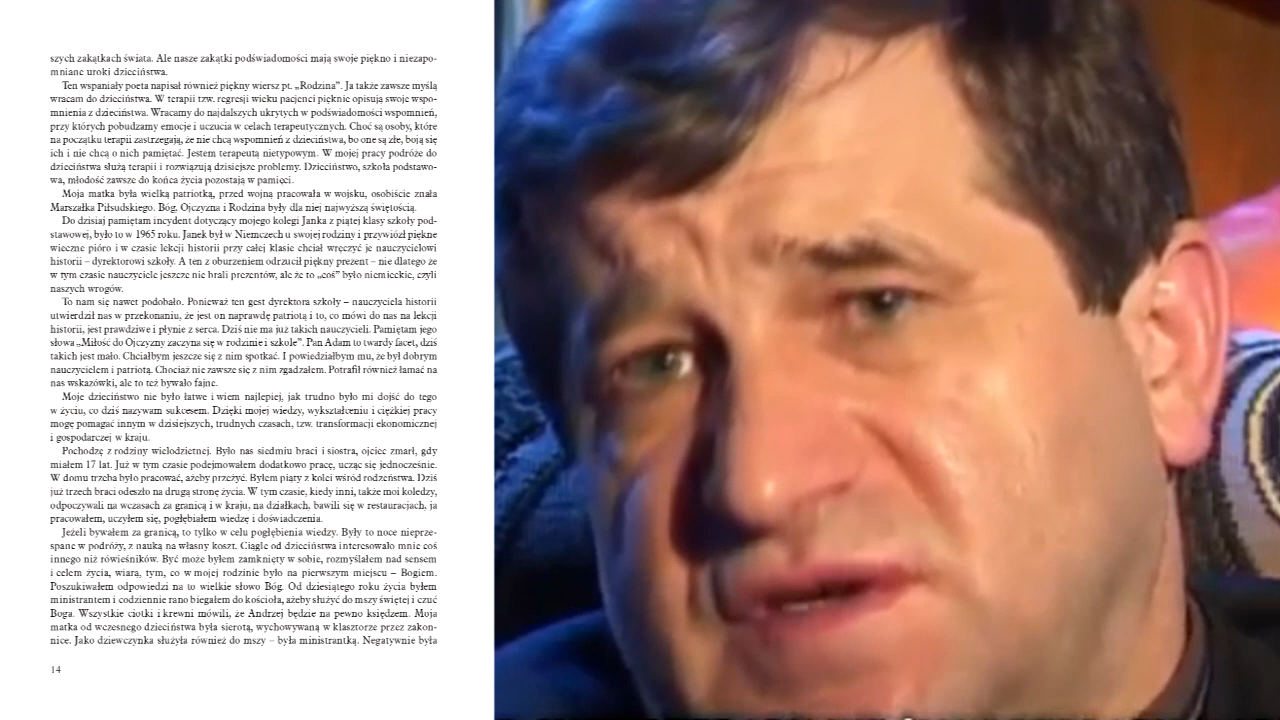 szych zakątkach świata. Ale nasze zakątki podświadomości mają swoje piękno i niezapo-
mniane uroki dzieciństwa.
Ten wspaniały poeta napisał również piękny wiersz pt. „Rodzina”. Ja także zawsze myślą
wracam do dzieciństwa. W terapii tzw. regresji wieku pacjenci pięknie opisują swoje wspo-
mnienia z dzieciństwa. Wracamy do najdalszych ukrytych w podświadomości wspomnień,
przy których pobudzamy emocje i uczucia w celach terapeutycznych. Choć są osoby, które
na początku terapii zastrzegają, że nie chcą wspomnień z dzieciństwa, bo one są złe, boją się
ich i nie chcą o nich pamiętać. Jestem terapeutą nietypowym. W mojej pracy podróże do
dzieciństwa służą terapii i rozwiązują dzisiejsze problemy. Dzieciństwo, szkoła podstawo-
wa, młodość zawsze do końca życia pozostają w pamięci.
Moja matka była wielką patriotką, przed wojną pracowała w wojsku, osobiście znała
Marszałka Piłsudskiego. Bóg, Ojczyzna i Rodzina były dla niej najwyższą świętością.
Do dzisiaj pamiętam incydent dotyczący mojego kolegi Janka z piątej klasy szkoły pod-
stawowej, było to w 1965 roku. Janek był w Niemczech u swojej rodziny i przywiózł piękne
wieczne pióro i w czasie lekcji historii przy całej klasie chciał wręczyć je nauczycielowi
historii – dyrektorowi szkoły. A ten z oburzeniem odrzucił piękny prezent – nie dlatego że
w tym czasie nauczyciele jeszcze nie brali prezentów, ale że to „coś” było niemieckie, czyli
naszych wrogów.
To nam się nawet podobało. Ponieważ ten gest dyrektora szkoły – nauczyciela historii
utwierdził nas w przekonaniu, że jest on naprawdę patriotą i to, co mówi do nas na lekcji
historii, jest prawdziwe i płynie z serca. Dziś nie ma już takich nauczycieli. Pamiętam jego
słowa „Miłość do Ojczyzny zaczyna się w rodzinie i szkole”. Pan Adam to twardy facet, dziś
takich jest mało. Chciałbym jeszcze się z nim spotkać. I powiedziałbym mu, że był dobrym
nauczycielem i patriotą. Chociaż nie zawsze się z nim zgadzałem. Potrafił również łamać na
nas wskazówki, ale to też bywało fajne.
Moje dzieciństwo nie było łatwe i wiem najlepiej, jak trudno było mi dojść do tego
w życiu, co dziś nazywam sukcesem. Dzięki mojej wiedzy, wykształceniu i ciężkiej pracy
mogę pomagać innym w dzisiejszych, trudnych czasach, tzw. transformacji ekonomicznej
i gospodarczej w kraju.
Pochodzę z rodziny wielodzietnej. Było nas siedmiu braci i siostra, ojciec zmarł, gdy
miałem 17 lat. Już w tym czasie podejmowałem dodatkowo pracę, ucząc się jednocześnie.
W domu trzeba było pracować, ażeby przeżyć. Byłem piąty z kolei wśród rodzeństwa. Dziś
już trzech braci odeszło na drugą stronę życia. W tym czasie, kiedy inni, także moi koledzy,
odpoczywali na wczasach za granicą i w kraju, na działkach, bawili się w restauracjach, ja
pracowałem, uczyłem się, pogłębiałem wiedzę i doświadczenia.
Jeżeli bywałem za granicą, to tylko w celu pogłębienia wiedzy. Były to noce nieprze-
spane w podróży, z nauką na własny koszt. Ciągle od dzieciństwa interesowało mnie coś
innego niż rówieśników. Być może byłem zamknięty w sobie, rozmyślałem nad sensem
i celem życia, wiarą, tym, co w mojej rodzinie było na pierwszym miejscu – Bogiem.
Poszukiwałem odpowiedzi na to wielkie słowo Bóg. Od dziesiątego roku życia byłem
ministrantem i codziennie rano biegałem do kościoła, ażeby służyć do mszy świętej i czuć
Boga. Wszystkie ciotki i krewni mówili, że Andrzej będzie na pewno księdzem. Moja
matka od wczesnego dzieciństwa była sierotą, wychowywaną w klasztorze przez zakon-
nice. Jako dziewczynka służyła również do mszy – była ministrantką. Negatywnie była
14